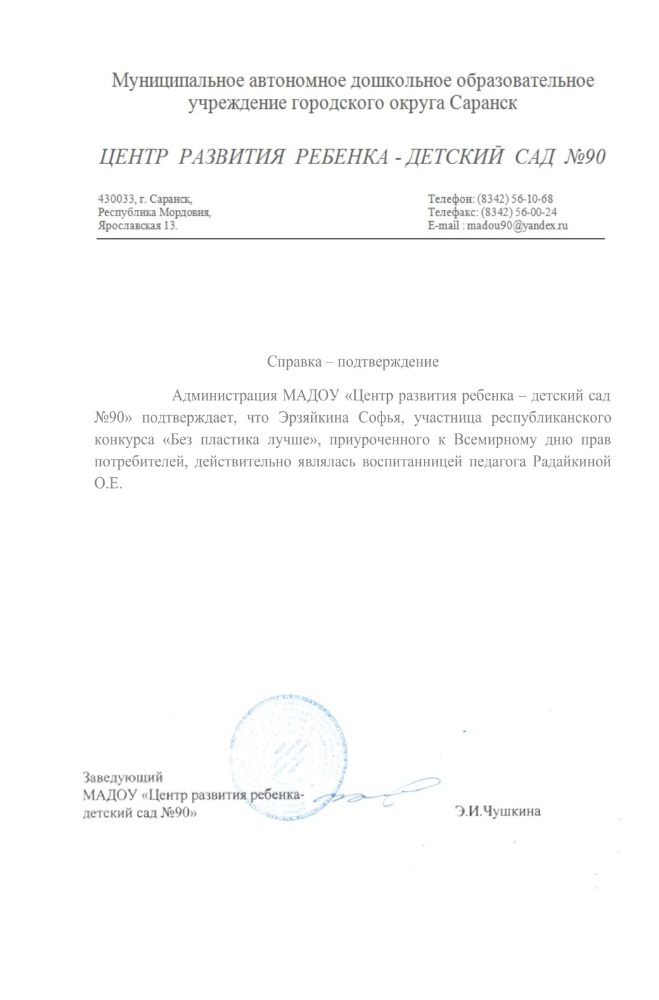 Муниципальное автономное дошкольное образовательное
учреждение городского округа Саранск
ЦЕНТР РАЗВИТИЯ РЕБЕНКА - ДЕТСКИЙ САД №90
430033, г. Саранск,
Республика Мордовия,
Ярославская 13.
Телефон: (8342) 56-10-68
Телефакс: (8342) 56-00-24
E-mail : madou90@yandex.ru
Справка – подтверждение
Администрация МАДОУ «Центр развития ребенка – детский сад
№90» подтверждает, что Эрзяйкина Софья, участница республиканского
конкурса «Без пластика лучше», приуроченного к Всемирному дню прав
потребителей, действительно являлась воспитанницей педагога Радайкиной
О.Е.
Заведующий
МАДОУ «Центр развития ребенка-
детский сад №90»
Э.И.Чушкина